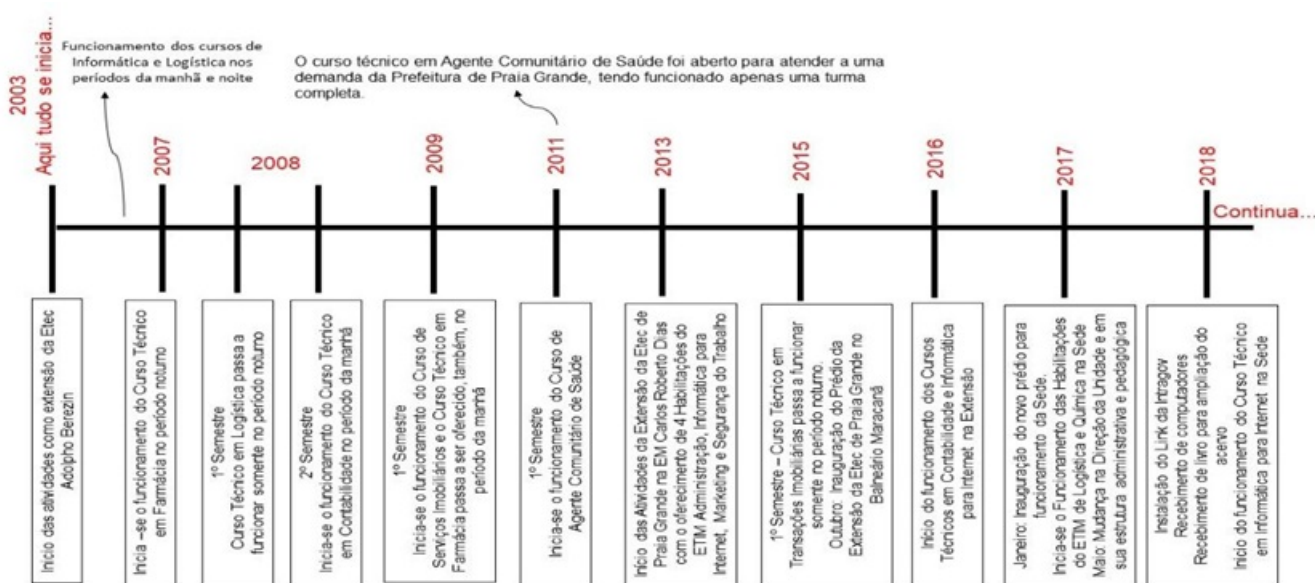 2003
Aqui tudo se inicia...
Funcionamento dos cursos de
Informática e Logística nos
períodos da manhã e noite
O curso técnico em Agente Comunitário de Saúde foi aberto para atender a uma
demanda da Prefeitura de Praia Grande, tendo funcionado apenas uma turma
completa.
2007
2008
2009
2011
2013
2015
2016
2017
2018
Continua...
Início das atividades como extensão da Etec
Adolpho Berezin
Inicia-se o funcionamento do Curso Técnico
em Farmácia no período noturno
1º Semestre
Curso Técnico em Logística passa a
funcionar somente no período noturno
2º Semestre
Inicia-se o funcionamento do Curso Técnico
em Contabilidade no período da manhã
1º Semestre
Inicia-se o funcionamento do Curso de
Serviços Imobiliários e o Curso Técnico em
Farmácia passa a ser oferecido, também, no
período da manhã
1º Semestre
Inicia-se o funcionamento do Curso de
Agente Comunitário de Saúde
Início das Atividades da Extensão da Etec de
Praia Grande na EM Carlos Roberto Dias
com o oferecimento de 4 Habilitações do
ETIM Administração, Informática para
Internet, Marketing e Segurança do Trabalho
1º Semestre – Curso Técnico em
Transações Imobiliárias passa a funcionar
somente no período noturno.
Outubro: Inauguração do Prédio da
Extensão da Etec de Praia Grande no
Balneário Maracanã
Início do funcionamento dos Cursos
Técnicos em Contabilidade e Informática
para Internet na Extensão
Janeiro: Inauguração do novo prédio para
funcionamento da Sede.
Inicia-se o Funcionamento das Habilitações
do ETIM de Logística e Química na Sede
Maio: Mudança na Direção da Unidade e em
sua estrutura administrativa e pedagógica
Instalação do Link da Intragov
Recebimento de computadores
Recebimento de livro para ampliação do
acervo
Início do funcionamento do Curso Técnico
em Informática para Internet na Sede